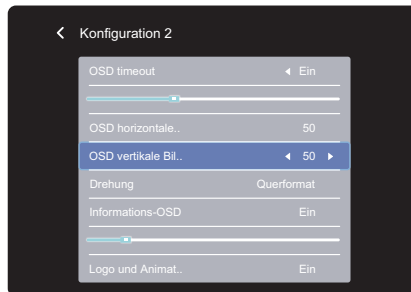 Konfiguration 2
OSD timeout Ein
OSD horizontale.. 50
OSD vertikale Bil.. 50
Drehung Querformat
Informations-OSD Ein
Logo und Animat.. Ein